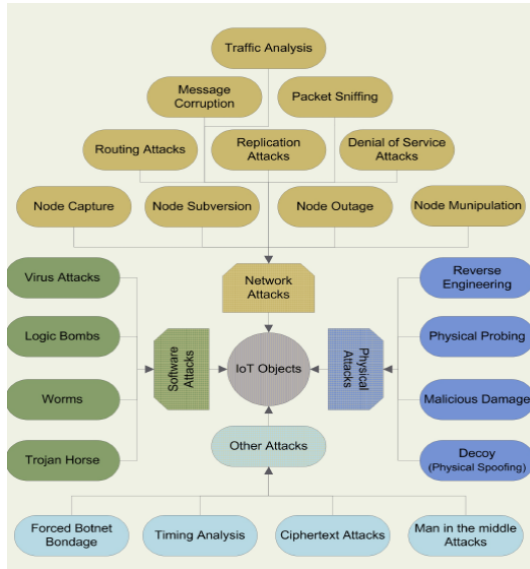 Traffic Analysis
Message
Corruption
Packet Sniffing
Routing Attacks
Replication
Attacks
Denial of Service
Attacks
Node Capture
Node Subversion
Node Outage
Node Munipulation
Network
Attacks
Virus Attacks
Logic Bombs
Worms
Trojan Horse
Software
Attacks
IoT Objects
Physical
Attacks
Reverse
Engineering
Physical Probing
Malicious Damage
Decoy
(Physical Spoofing)
Other Attacks
Forced Botnet
Bondage
Timing Analysis
Ciphertext Attacks
Man in the middle
Attacks